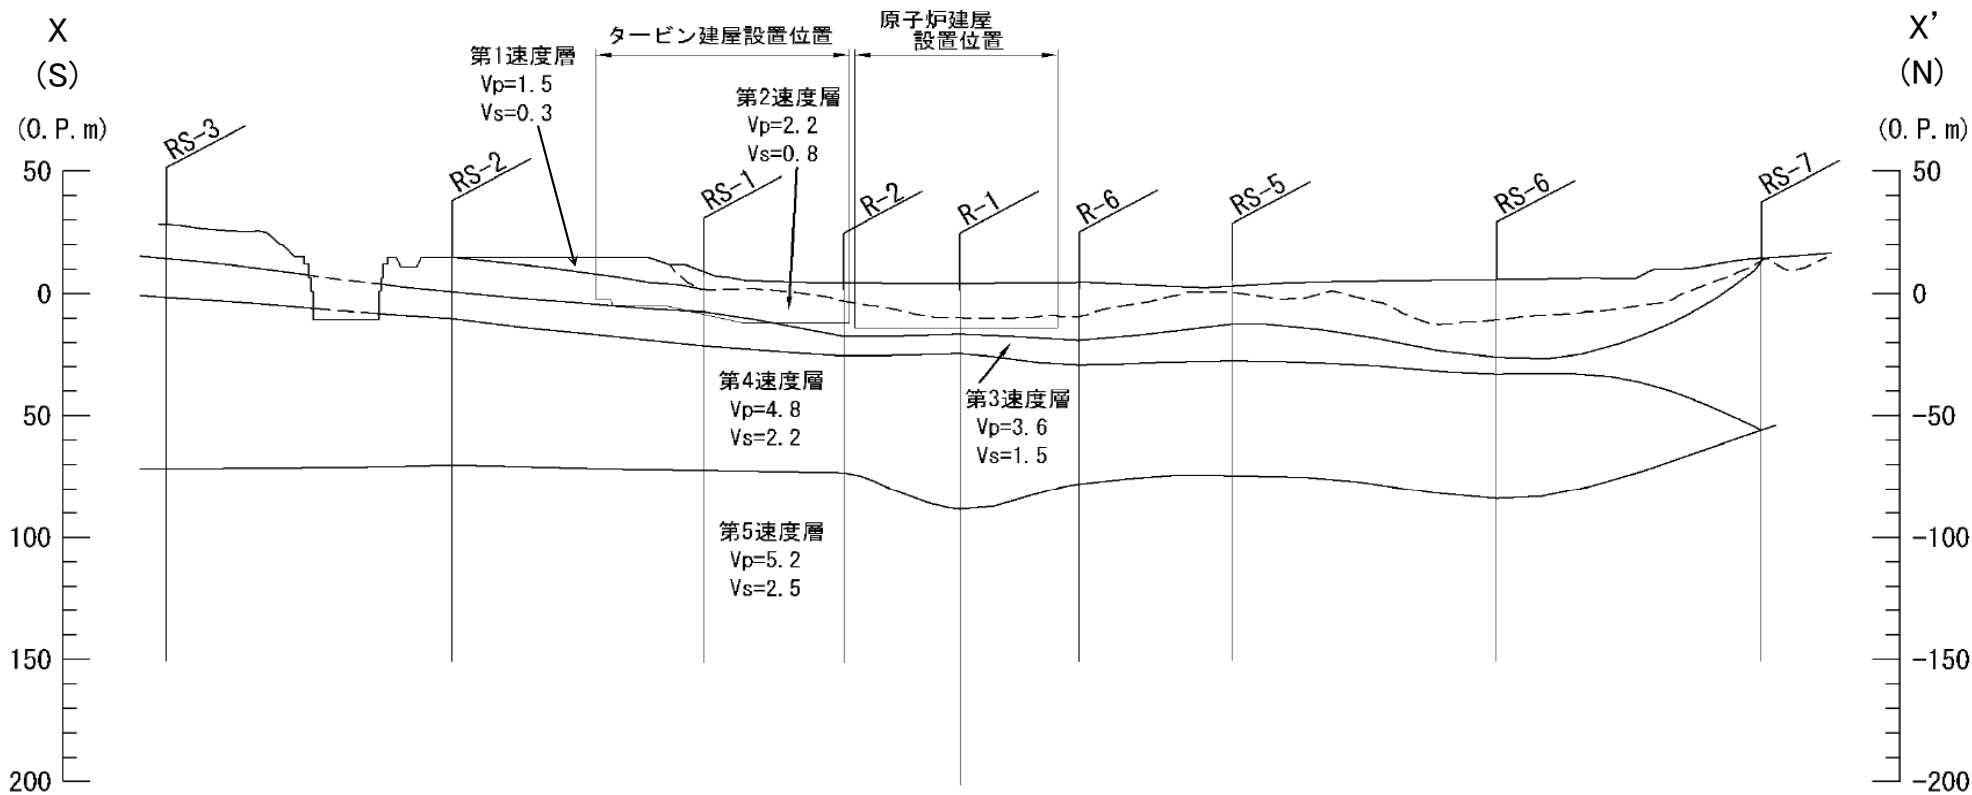 X
(S)
(O.P.m)
50
0
50
100
150
200
RS-3
RS-2
RS-1
R-2
R-1
R-6
RS-5
RS-6
RS-7
タービン建屋設置位置
原子炉建屋
設置位置
第1速度層
Vp=1.5
Vs=0.3
第2速度層
Vp=2.2
Vs=0.8
第4速度層
Vp=4.8
Vs=2.2
第3速度層
Vp=3.6
Vs=1.5
第5速度層
Vp=5.2
Vs=2.5
X’
(N)
(O.P.m)
50
0
-50
-100
-150
-200